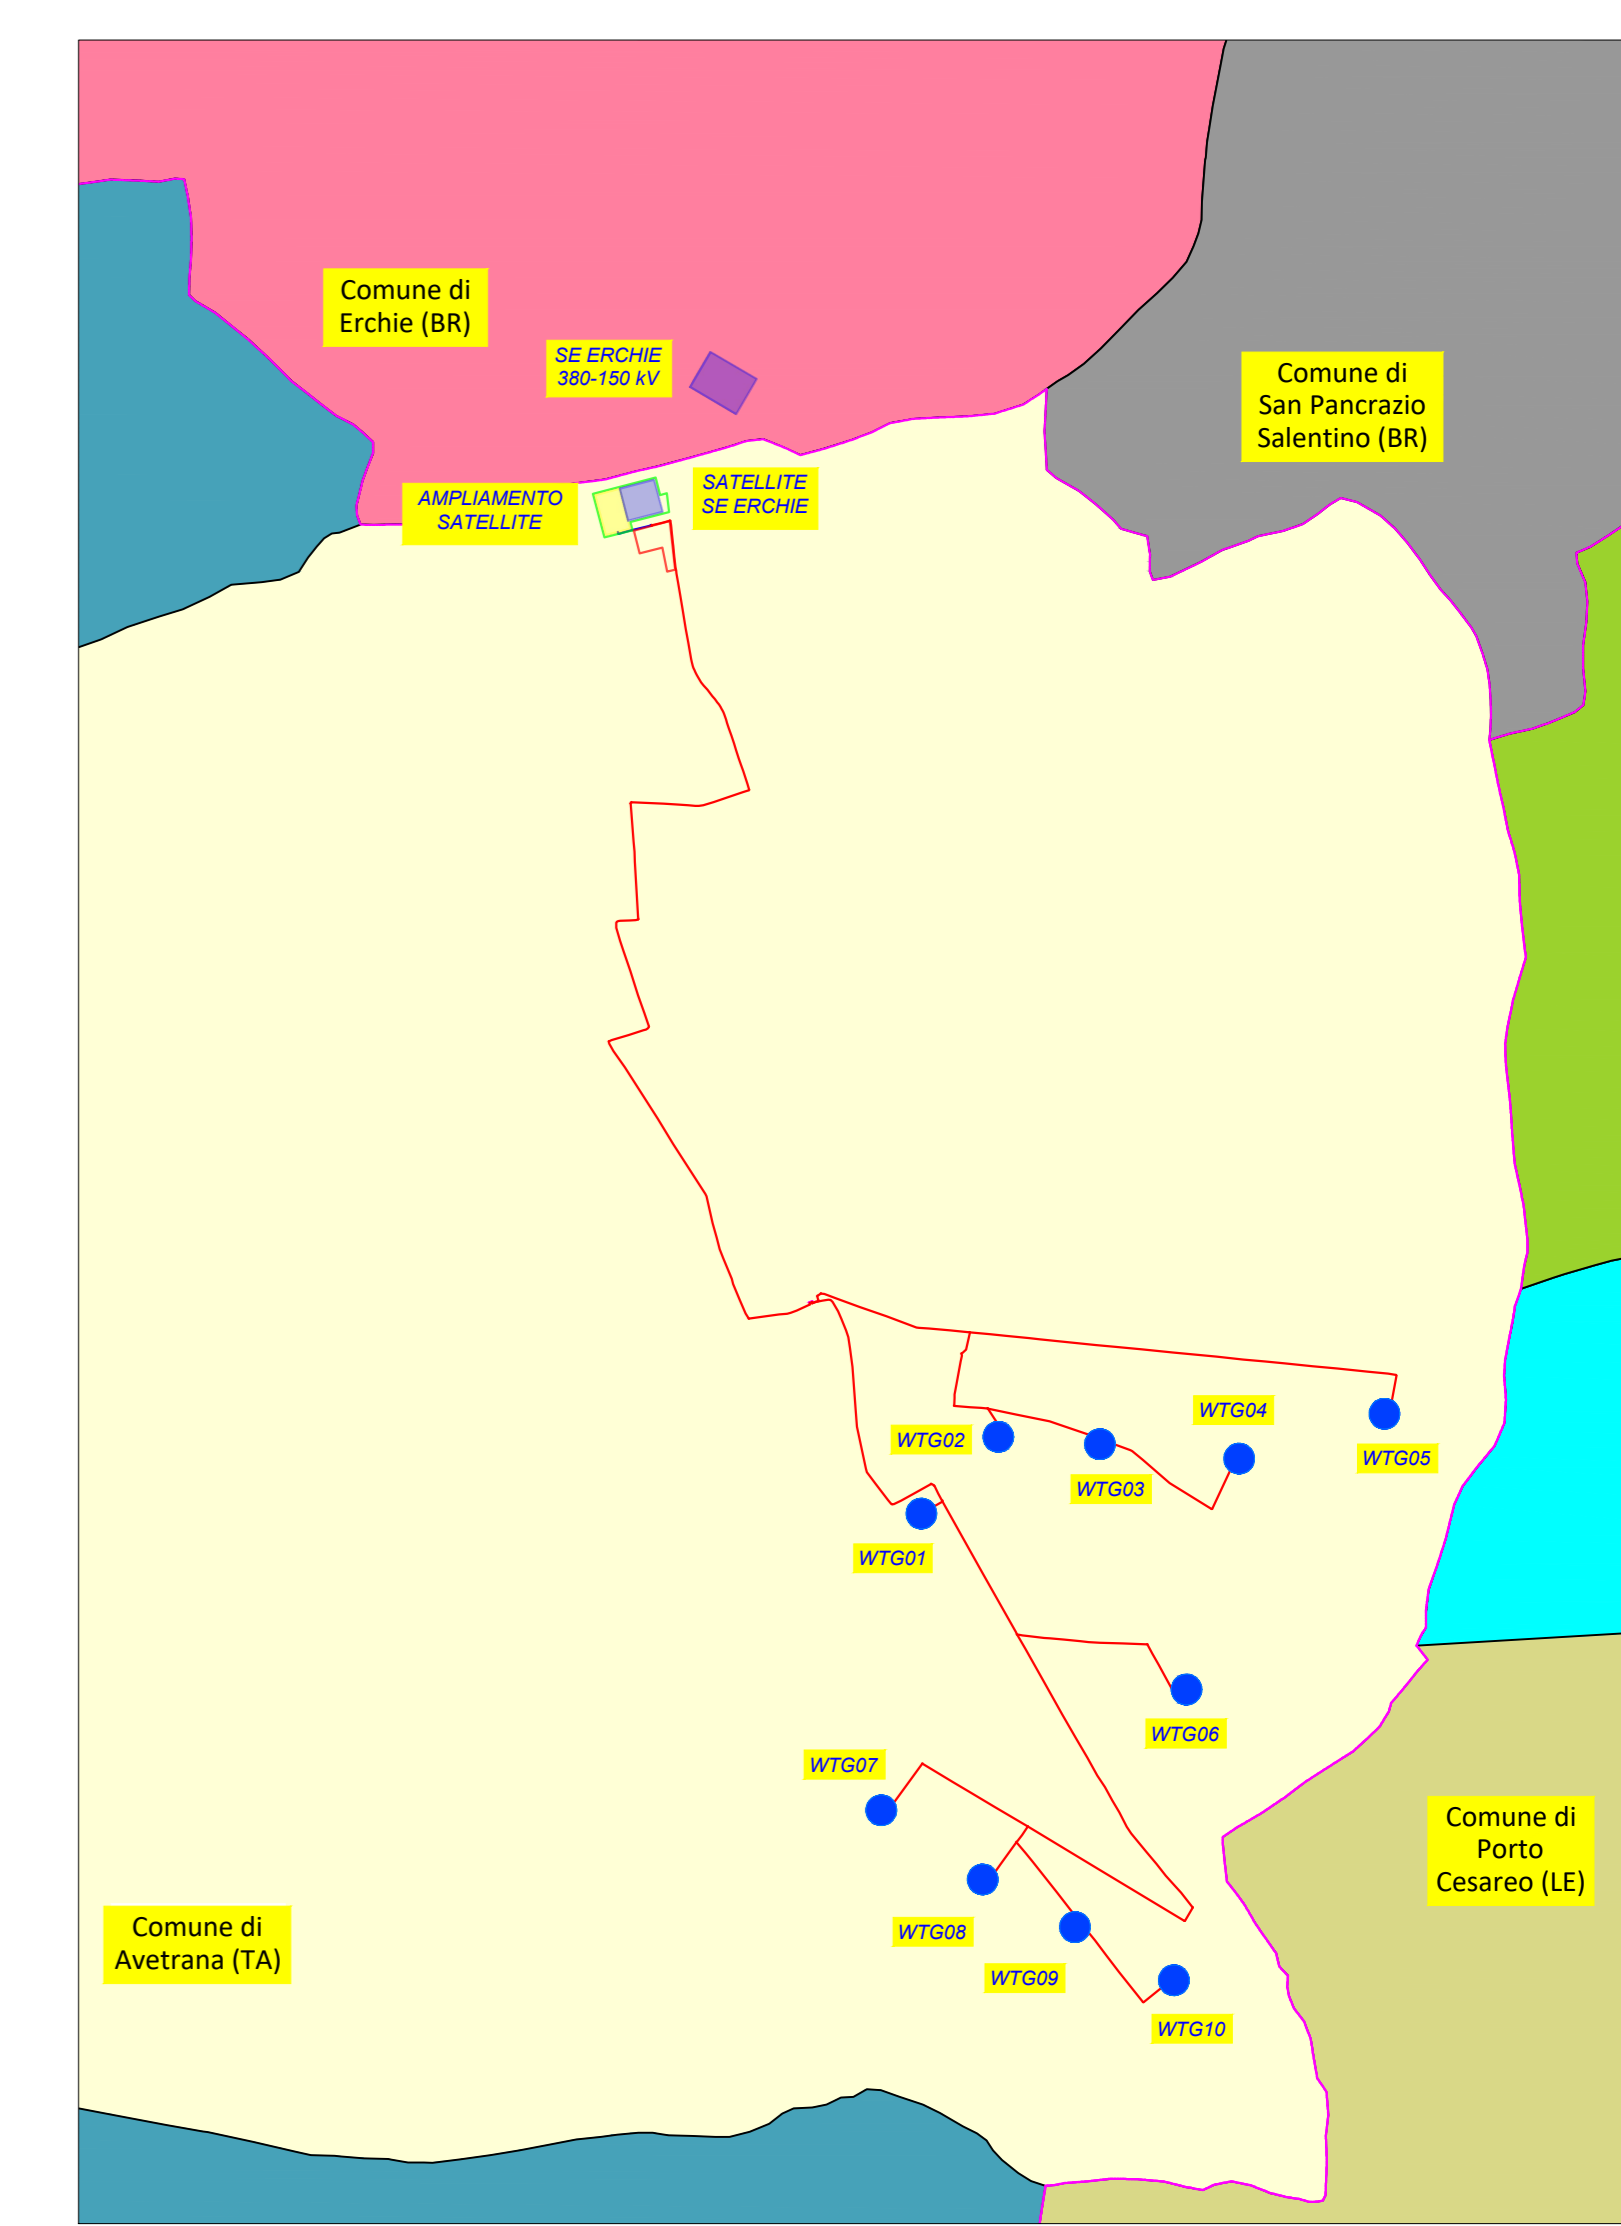 Comune di
Erchie (BR)
SE ERCHIE
380-150 kV
Comune di
San Pancrazio
Salentino (BR)
AMPLIAMENTO
SATELLITE
SATELLITE
SE ERCHIE
WTG02
WTG04
WTG03
WTG05
WTG01
WTG06
WTG07
WTG08
WTG09
WTG10
Comune di
Porto
Cesareo (LE)
Comune di
Avetrana (TA)